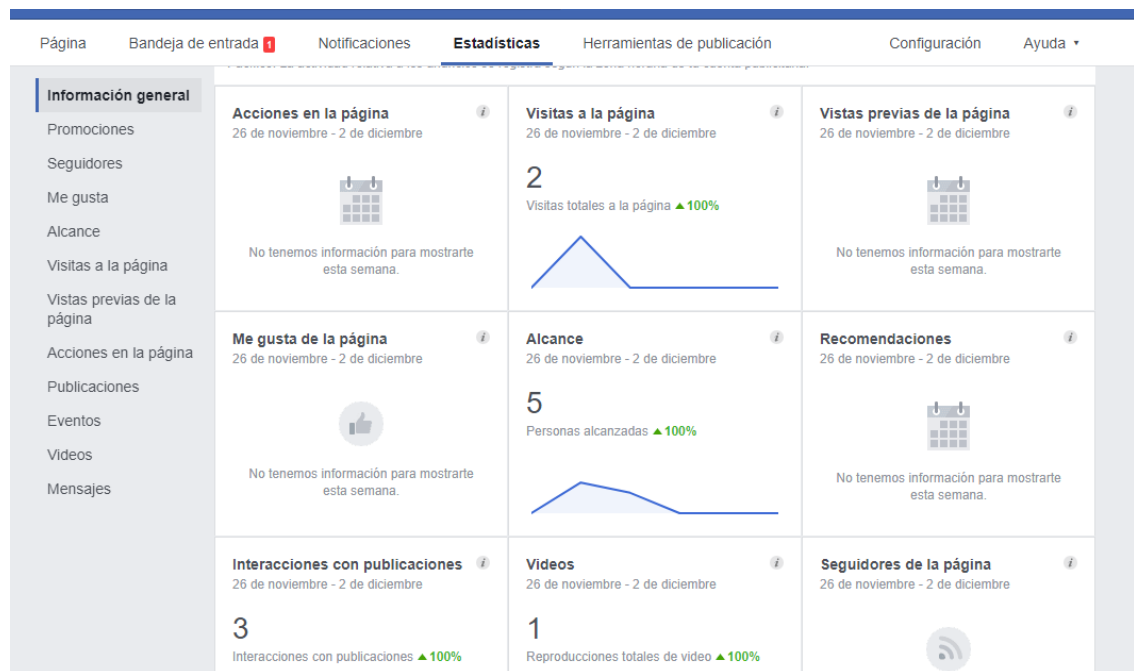 Página Bandeja de entrada 1 Notificaciones Estadísticas Herramientas de publicación Configuración Ayuda
Información general
Promociones
Seguidores
Me gusta
Alcance
Visitas a la página
Vistas previas de la
página
Acciones en la página
Publicaciones
Eventos
Videos
Mensajes
Acciones en la página
26 de noviembre - 2 de diciembre
No tenemos información para mostrarte
esta semana.
Visitas a la página
26 de noviembre - 2 de diciembre
2
Visitas totales a la página ▲100%
Vistas previas de la página
26 de noviembre - 2 de diciembre
No tenemos información para mostrarte
esta semana.
Me gusta de la página
26 de noviembre - 2 de diciembre
No tenemos información para mostrarte
esta semana.
Alcance
26 de noviembre - 2 de diciembre
5
Personas alcanzadas ▲100%
Recomendaciones
26 de noviembre - 2 de diciembre
No tenemos información para mostrarte
esta semana.
Interacciones con publicaciones
26 de noviembre - 2 de diciembre
3
Interacciones con publicaciones ▲100%
Videos
26 de noviembre - 2 de diciembre
1
Reproducciones totales de video ▲100%
Seguidores de la página
26 de noviembre - 2 de diciembre